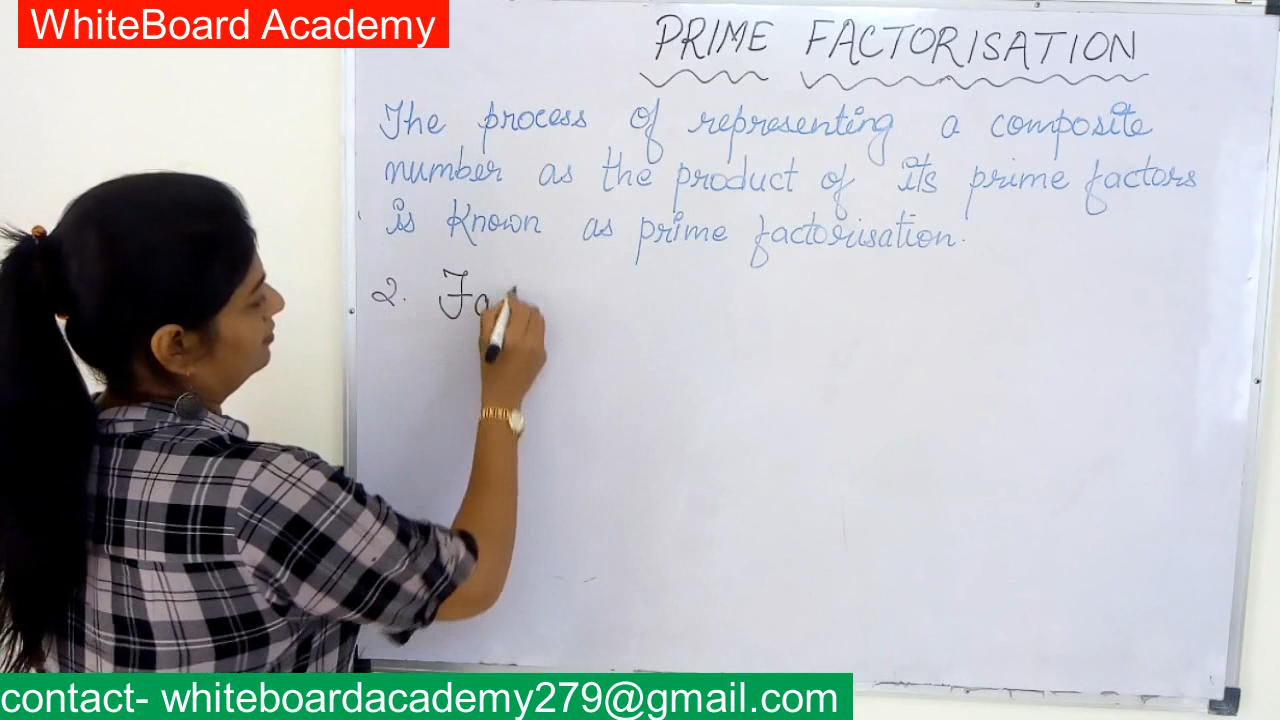 WhiteBoard Academy
PRIME FACTORISATION
The process of representing a composite
number as the product of its prime factors
is known as prime factorisation.
2. Fa
contact- whiteboardacademy279@gmail.com